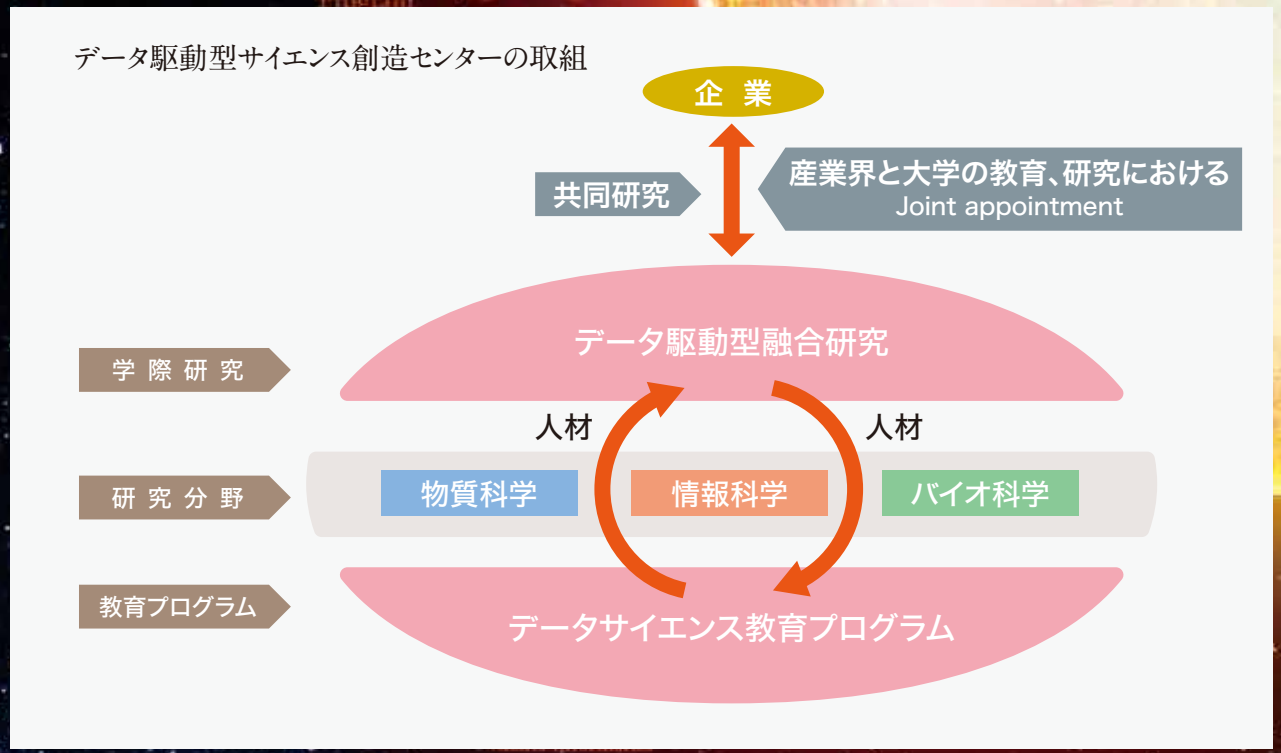 データ駆動型サイエンス創造センターの取組
企 業
共同研究
産業界と大学の教育、研究における
Joint appointment
データ駆動型融合研究
学 際 研 究
人材
人材
研 究 分 野
物質科学
情報科学
バイオ科学
教育プログラム
データサイエンス教育プログラム